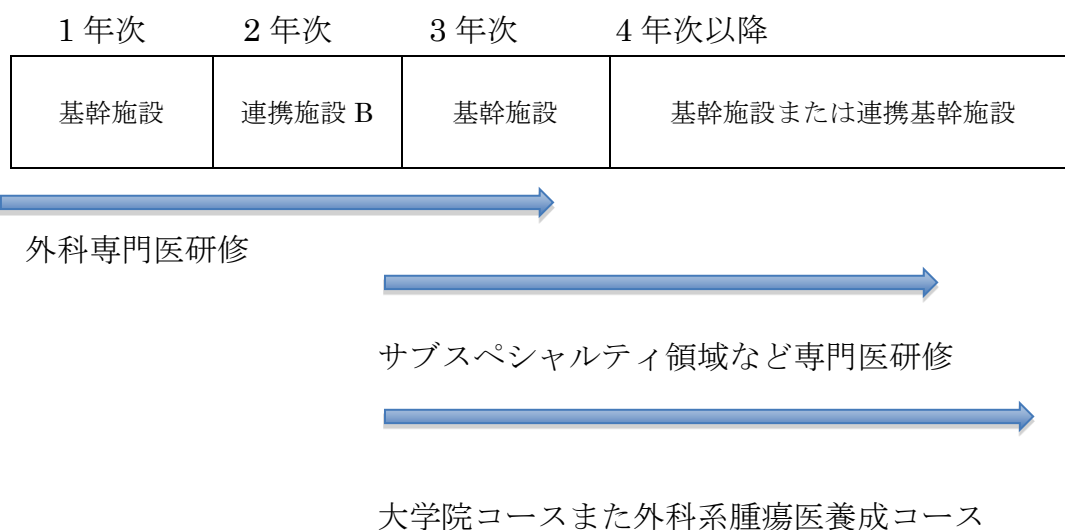 1 年次 2 年次 3 年次 4 年次以降
基幹施設 連携施設 B 基幹施設 基幹施設または連携基幹施設
外科専門医研修
サブスペシャルティ領域など専門医研修
大学院コースまた外科系腫瘍医養成コース